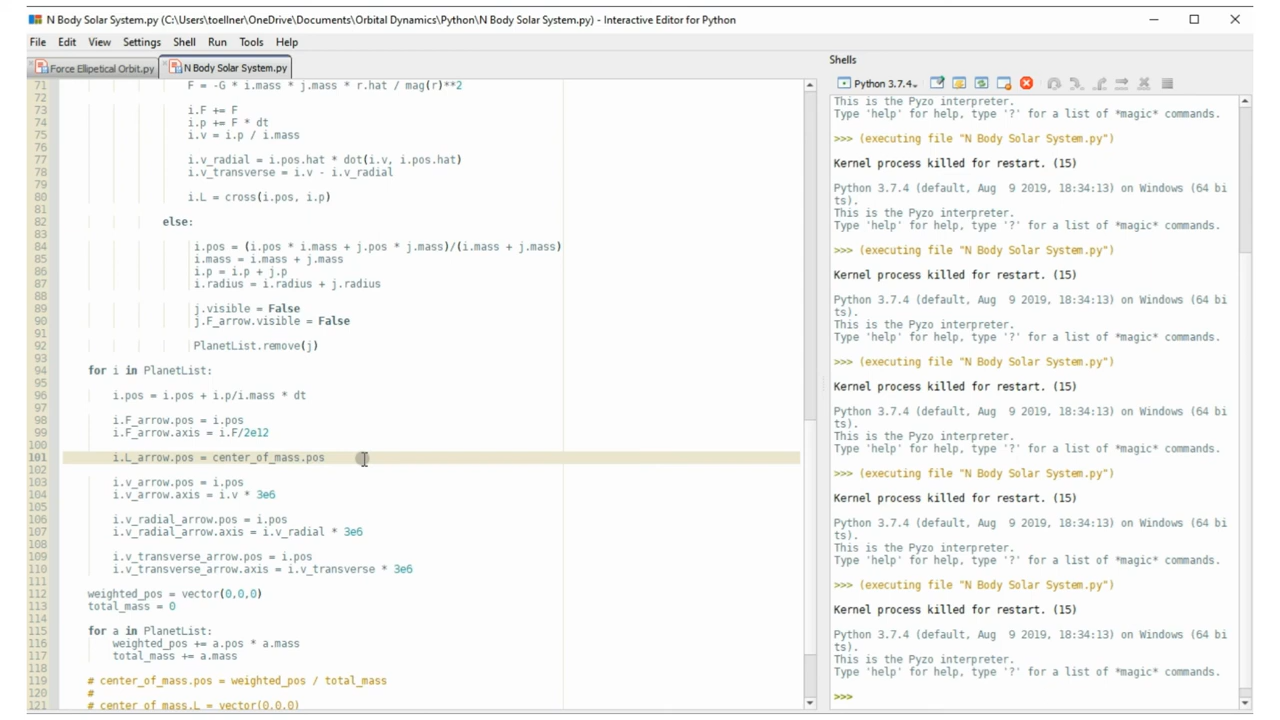 N Body Solar System.py (C:\Users\toellner\OneDrive\Documents\Orbital Dynamics\Python\N Body Solar System.py) - Interactive Editor for Python
File Edit View Settings Shell Run Tools Help
Force Ellipetical Orbit.py N Body Solar System.py
71 F = -G * i.mass * j.mass * r.hat / mag(r)**2
72
73 i.F += F
74 i.p += F * dt
75 i.v = i.p / i.mass
76
77 i.v_radial = i.pos.hat * dot(i.v, i.pos.hat)
78 i.v_transverse = i.v - i.v_radial
79
80 i.L = cross(i.pos, i.p)
81
82 else:
83
84 i.pos = (i.pos * i.mass + j.pos * j.mass)/(i.mass + j.mass)
85 i.mass = i.mass + j.mass
86 i.p = i.p + j.p
87 i.radius = i.radius + j.radius
88
89 j.visible = False
90 j.F_arrow.visible = False
91
92 PlanetList.remove(j)
93
94 for i in PlanetList:
95
96 i.pos = i.pos + i.p/i.mass * dt
97
98 i.F_arrow.pos = i.pos
99 i.F_arrow.axis = i.F/2e12
100
101 i.L_arrow.pos = center_of_mass.pos
102
103 i.v_arrow.pos = i.pos
104 i.v_arrow.axis = i.v * 3e6
105
106 i.v_radial_arrow.pos = i.pos
107 i.v_radial_arrow.axis = i.v_radial * 3e6
108
109 i.v_transverse_arrow.pos = i.pos
110 i.v_transverse_arrow.axis = i.v_transverse * 3e6
111
112 weighted_pos = vector(0,0,0)
113 total_mass = 0
114
115 for a in PlanetList:
116 weighted_pos += a.pos * a.mass
117 total_mass += a.mass
118
119 # center_of_mass.pos = weighted_pos / total_mass
120 #
121 # center_of_mass.L = vector(0,0,0)
Shells
Python 3.7.4
This is the Pyzo interpreter.
Type 'help' for help, type '?' for a list of *magic* commands.
>>> (executing file "N Body Solar System.py")
Kernel process killed for restart. (15)
Python 3.7.4 (default, Aug 9 2019, 18:34:13) on Windows (64 bi
ts).
This is the Pyzo interpreter.
Type 'help' for help, type '?' for a list of *magic* commands.
>>> (executing file "N Body Solar System.py")
Kernel process killed for restart. (15)
Python 3.7.4 (default, Aug 9 2019, 18:34:13) on Windows (64 bi
ts).
This is the Pyzo interpreter.
Type 'help' for help, type '?' for a list of *magic* commands.
>>> (executing file "N Body Solar System.py")
Kernel process killed for restart. (15)
Python 3.7.4 (default, Aug 9 2019, 18:34:13) on Windows (64 bi
ts).
This is the Pyzo interpreter.
Type 'help' for help, type '?' for a list of *magic* commands.
>>> (executing file "N Body Solar System.py")
Kernel process killed for restart. (15)
Python 3.7.4 (default, Aug 9 2019, 18:34:13) on Windows (64 bi
ts).
This is the Pyzo interpreter.
Type 'help' for help, type '?' for a list of *magic* commands.
>>> (executing file "N Body Solar System.py")
Kernel process killed for restart. (15)
Python 3.7.4 (default, Aug 9 2019, 18:34:13) on Windows (64 bi
ts).
This is the Pyzo interpreter.
Type 'help' for help, type '?' for a list of *magic* commands.
>>>